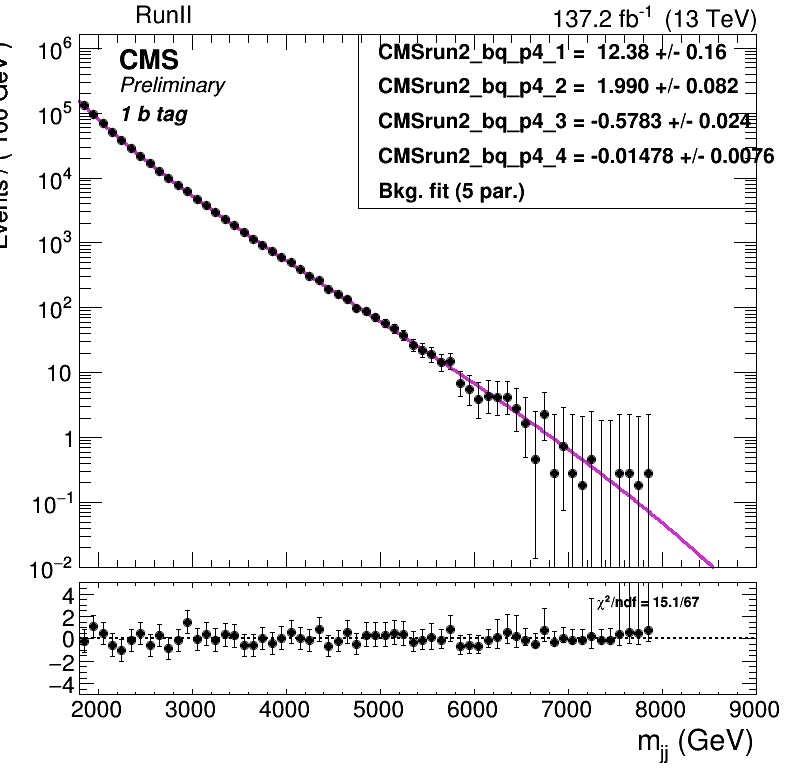 RunII
137.2 fb⁻¹ (13 TeV)
CMS
Preliminary
1 b tag
CMSrun2_bq_p4_1 = 12.38 +/- 0.16
CMSrun2_bq_p4_2 = 1.990 +/- 0.082
CMSrun2_bq_p4_3 = -0.5783 +/- 0.024
CMSrun2_bq_p4_4 = -0.01478 +/- 0.0076
Bkg. fit (5 par.)
Events / ( 100 GeV )
10⁶
10⁵
10⁴
10³
10²
10
1
10⁻¹
10⁻²
χ²/ndf = 15.1/67
4
2
0
−2
−4
2000 3000 4000 5000 6000 7000 8000 9000
m_jj (GeV)